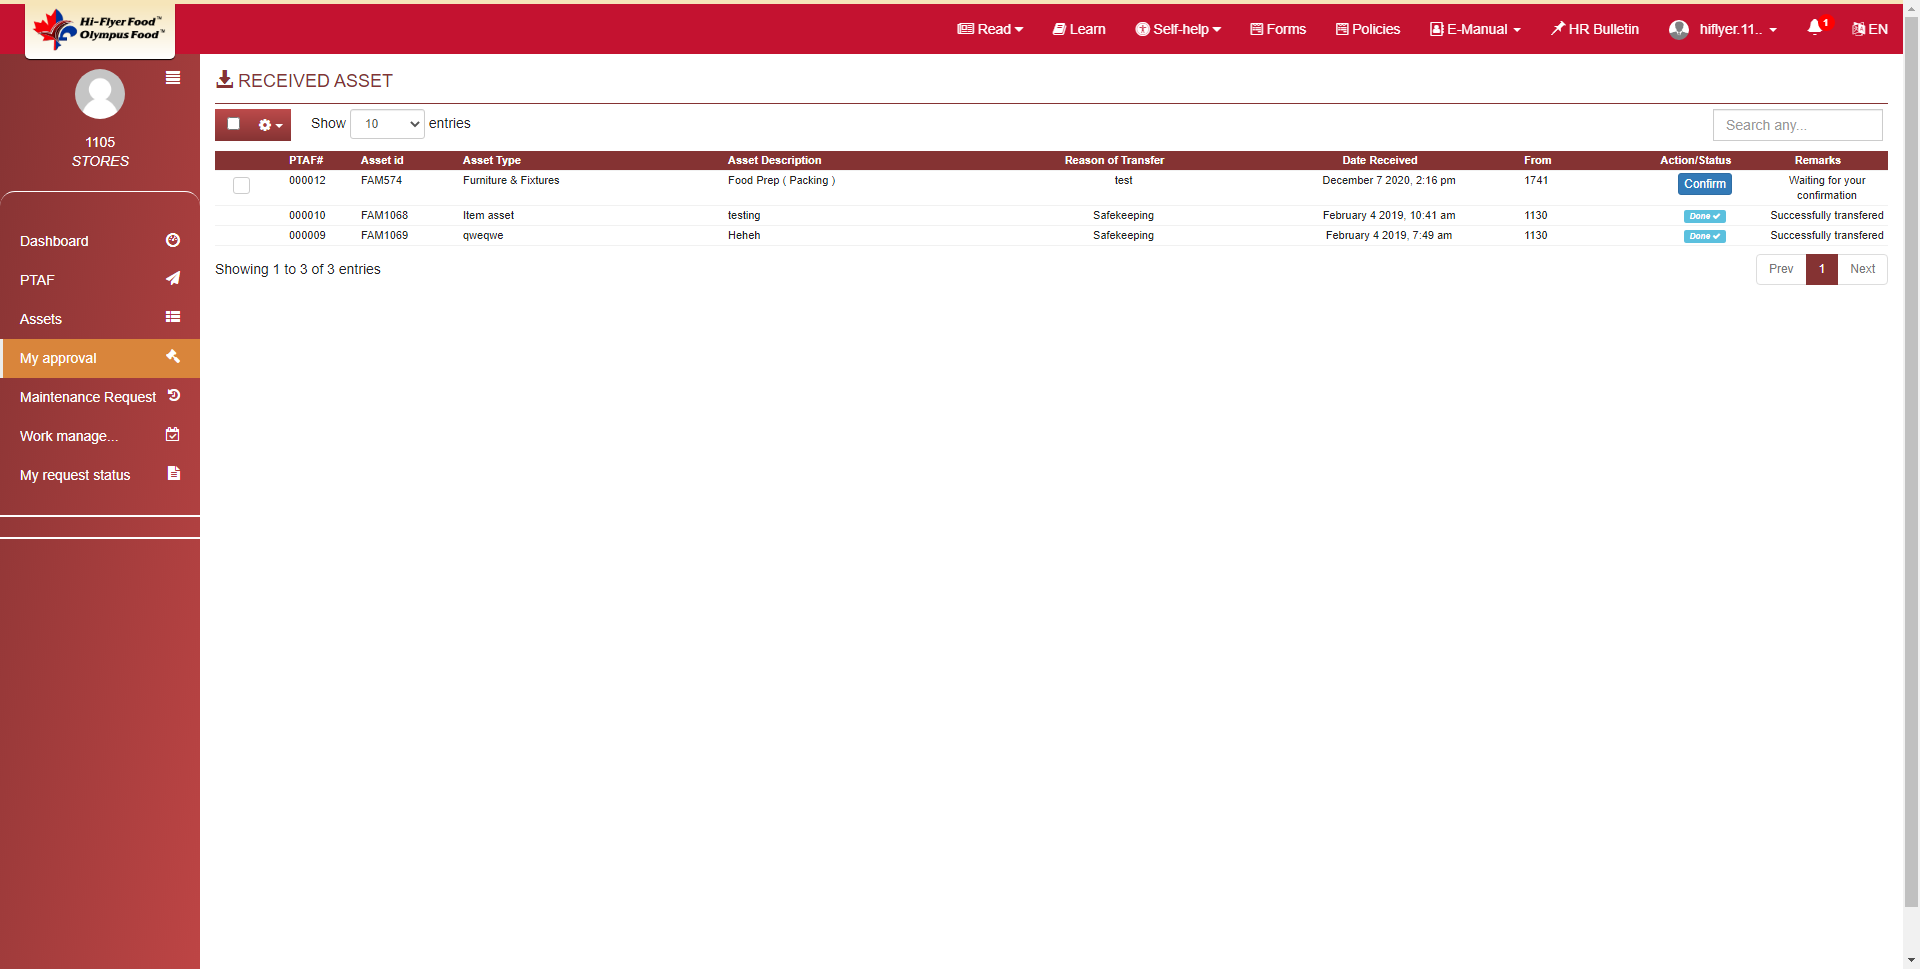 Hi-Flyer Food™
Olympus Food™
Read
Learn
Self-help
Forms
Policies
E-Manual
HR Bulletin
hiflyer.11..
1
EN
1105
STORES
Dashboard
PTAF
Assets
My approval
Maintenance Request
Work manage...
My request status
RECEIVED ASSET
Show 10 entries
Search any...
PTAF# Asset id Asset Type Asset Description Reason of Transfer Date Received From Action/Status Remarks
000012 FAM574 Furniture & Fixtures Food Prep ( Packing ) test December 7 2020, 2:16 pm 1741 Confirm Waiting for your
confirmation
000010 FAM1068 Item asset testing Safekeeping February 4 2019, 10:41 am 1130 Done ✔ Successfully transfered
000009 FAM1069 qweqwe Heheh Safekeeping February 4 2019, 7:49 am 1130 Done ✔ Successfully transfered
Showing 1 to 3 of 3 entries
Prev 1 Next